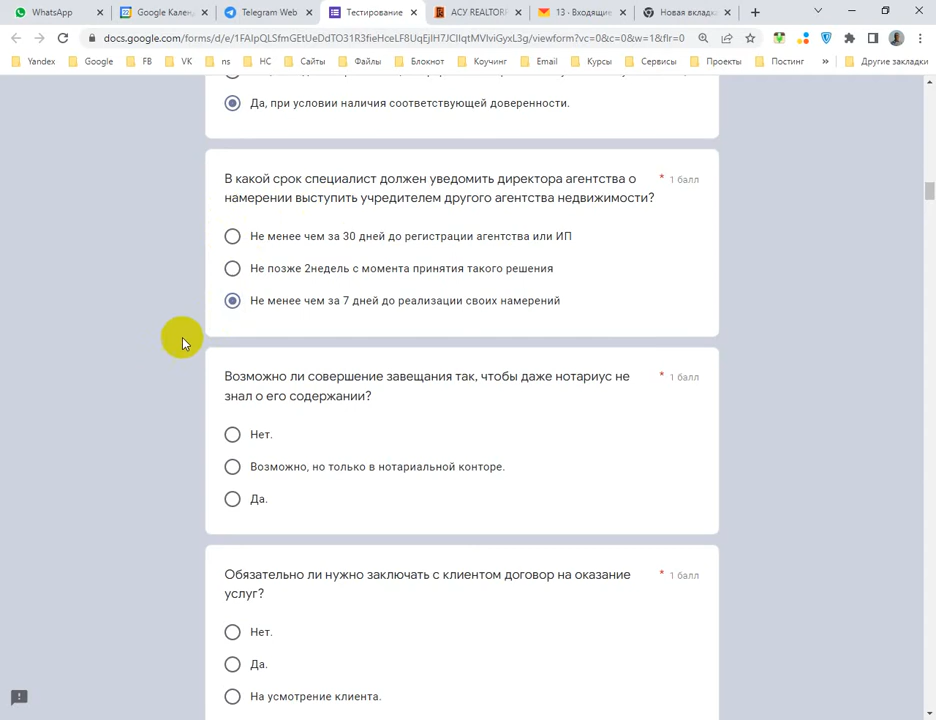 WhatsApp
Google Кален
Telegram Web
Тестирование
АСУ REALTOR
13 · Входящие
Новая вкладка
docs.google.com/forms/d/e/1FAIpQLSfmGEtUeDdTO31R3fieHceLF8UqEjlH7JCIlqtMVlviGyxL3g/viewform?vc=0&c=0&w=1&flr=0
Yandex
Google
FB
VK
ns
НС
Сайты
Файлы
Блокнот
Коучинг
Email
Курсы
Сервисы
Проекты
Постинг
»
Другие закладки
Да, при условии наличия соответствующей доверенности.
В какой срок специалист должен уведомить директора агентства о * 1 балл
намерении выступить учредителем другого агентства недвижимости?
Не менее чем за 30 дней до регистрации агентства или ИП
Не позже 2недель с момента принятия такого решения
Не менее чем за 7 дней до реализации своих намерений
Возможно ли совершение завещания так, чтобы даже нотариус не * 1 балл
знал о его содержании?
Нет.
Возможно, но только в нотариальной конторе.
Да.
Обязательно ли нужно заключать с клиентом договор на оказание * 1 балл
услуг?
Нет.
Да.
На усмотрение клиента.